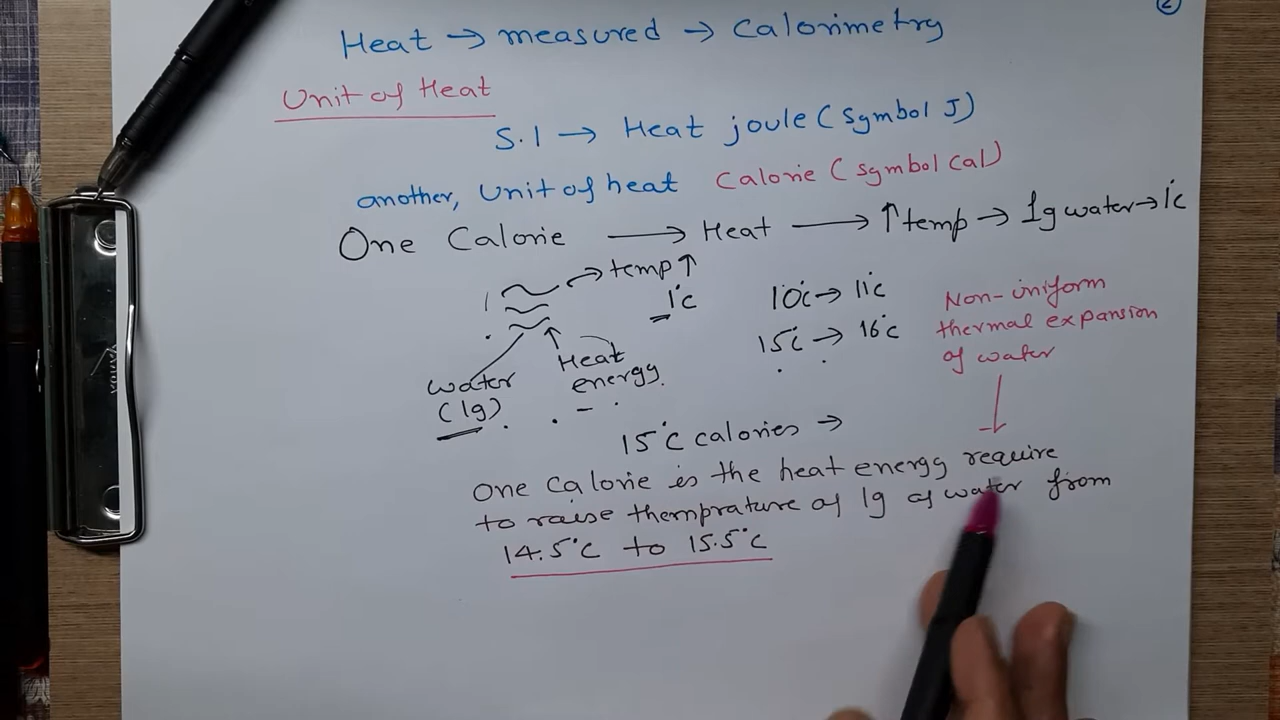 2
Heat → measured → Calorimetry
Unit of Heat
S.I → Heat joule (Symbol J)
another, Unit of heat Calorie (symbol cal)
One Calorie → Heat → ↑temp → 1g water → 1°c
→ temp ↑
1°c
10°c → 11°c
15°c → 16°c
Non-uniform
thermal expansion
of water
Heat
energy
water
(1g)
15°C calories →
One Calorie is the heat energy require
to raise themprature of 1g of water from
14.5°C to 15.5°C